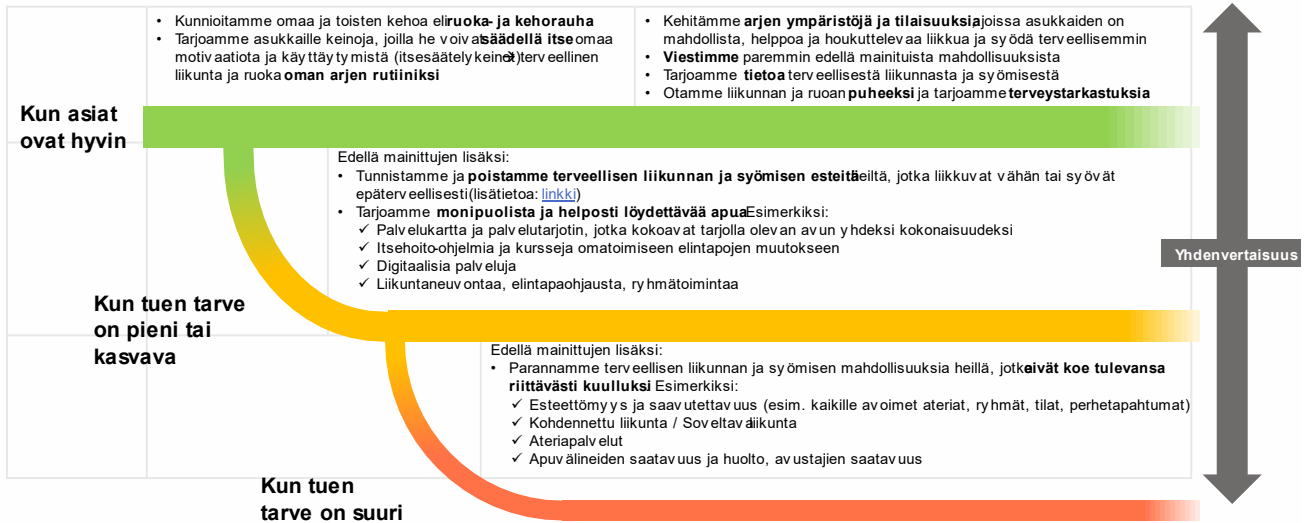 • Kunnioitamme omaa ja toisten kehoa eli ruoka- ja kehorauha
• Tarjoamme asukkaille keinoja, joilla he voivat säädellä itse omaa
motivaatiota ja käyttäytymistä (itsesäätelykeinot)→ terveellinen
liikunta ja ruoka oman arjen rutiiniksi
• Kehitämme arjen ympäristöjä ja tilaisuuksia, joissa asukkaiden on
mahdollista, helppoa ja houkuttelevaa liikkua ja syödä terveellisemmin
• Viestimme paremmin edellä mainituista mahdollisuuksista
• Tarjoamme tietoa terveellisestä liikunnasta ja syömisestä
• Otamme liikunnan ja ruoan puheeksi ja tarjoamme terveystarkastuksia
Kun asiat
ovat hyvin
Edellä mainittujen lisäksi:
• Tunnistamme ja poistamme terveellisen liikunnan ja syömisen esteitä heiltä, jotka liikkuvat vähän tai syövät
epäterveellisesti (lisätietoa: linkki)
• Tarjoamme monipuolista ja helposti löydettävää apua. Esimerkiksi:
✓ Palvelukartta ja palvelutarjotin, jotka kokoavat tarjolla olevan avun yhdeksi kokonaisuudeksi
✓ Itsehoito-ohjelmia ja kursseja omatoimiseen elintapojen muutokseen
✓ Digitaalisia palveluja
✓ Liikuntaneuvontaa, elintapaohjausta, ryhmätoimintaa
Yhdenvertaisuus
Kun tuen tarve
on pieni tai
kasvava
Edellä mainittujen lisäksi:
• Parannamme terveellisen liikunnan ja syömisen mahdollisuuksia heillä, jotka eivät koe tulevansa
riittävästi kuulluksi. Esimerkiksi:
✓ Esteettömyys ja saavutettavuus (esim. kaikille avoimet ateriat, ryhmät, tilat, perhetapahtumat)
✓ Kohdennettu liikunta / Soveltava liikunta
✓ Ateriapalvelut
✓ Apuvälineiden saatavuus ja huolto, avustajien saatavuus
Kun tuen
tarve on suuri